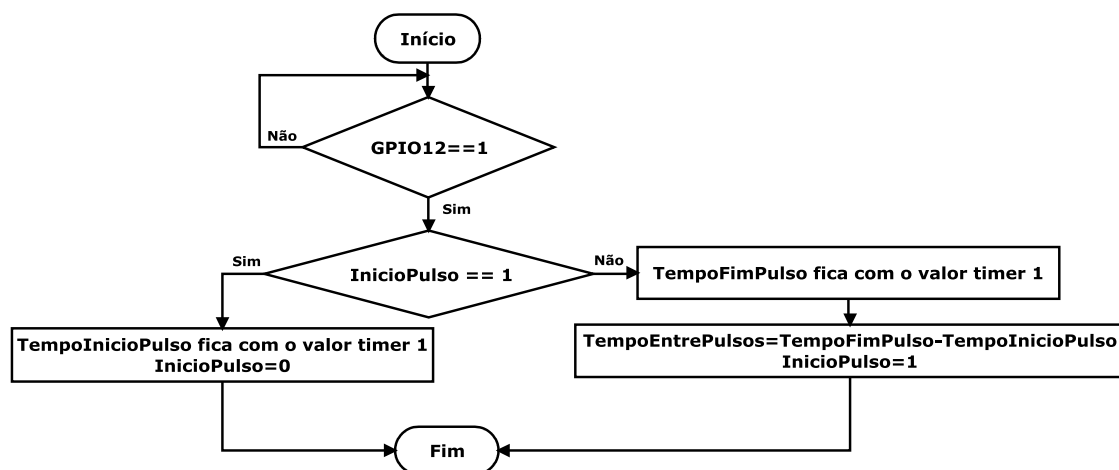 Início
Não
GPIO12==1
Sim
Sim
InicioPulso == 1
Não
TempoFimPulso fica com o valor timer 1
TempoInicioPulso fica com o valor timer 1
InicioPulso=0
TempoEntrePulsos=TempoFimPulso-TempoInicioPulso
InicioPulso=1
Fim